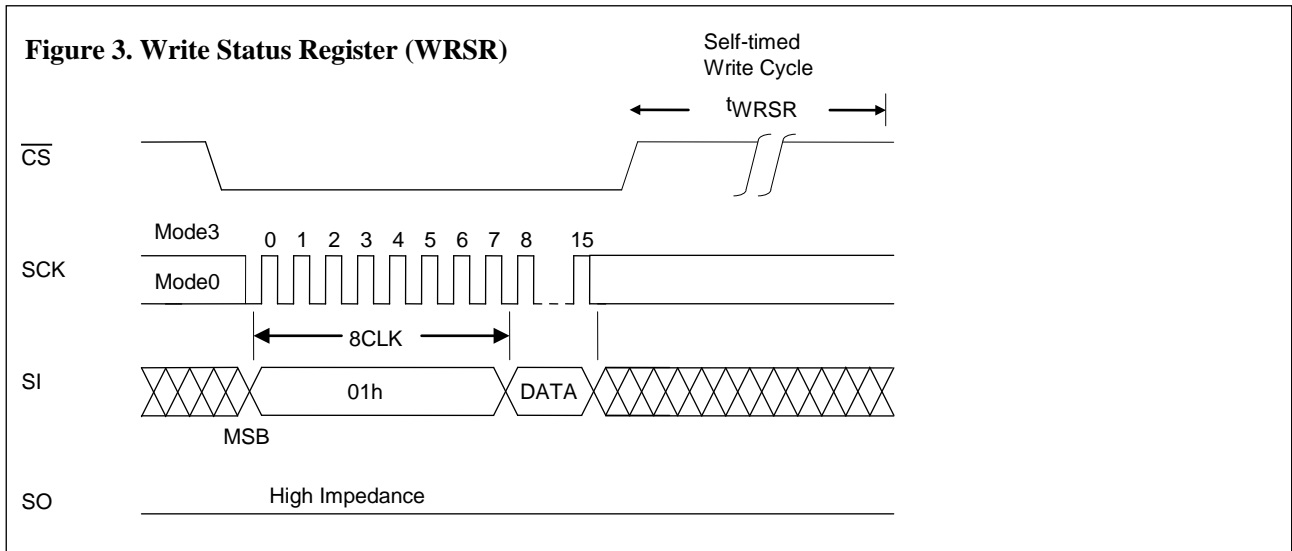 Figure 3. Write Status Register (WRSR)
Self-timed
Write Cycle
tWRSR
CS
Mode3
0 1 2 3 4 5 6 7 8 15
SCK
Mode0
8CLK
SI
01h
DATA
MSB
High Impedance
SO